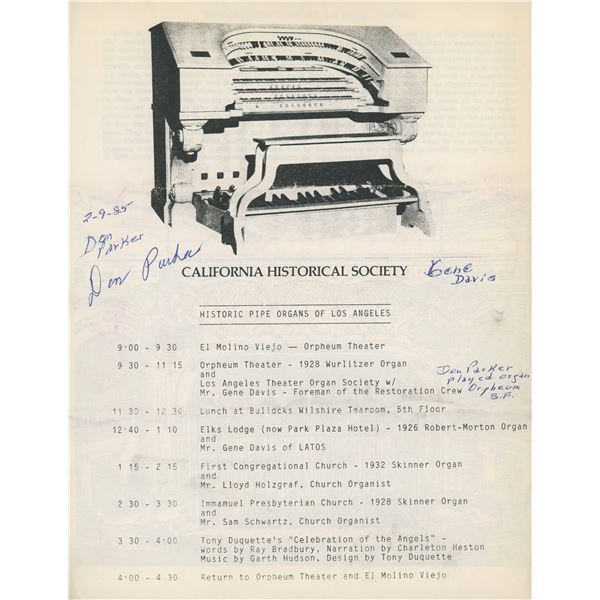 2-9-85
Don
Parker
Don Parker
CALIFORNIA HISTORICAL SOCIETY
Gene
Davis
HISTORIC PIPE ORGANS OF LOS ANGELES
9:00 - 9 30 El Molino Viejo — Orpheum Theater
9 30 - 11 15 Orpheum Theater - 1928 Wurlitzer Organ
and
Los Angeles Theater Organ Society w/
Mr. Gene Davis - Foreman of the Restoration Crew
Don Parker
played organ
Orpheum
S.F.
11 30 - 12 30 Lunch at Bullocks Wilshire Tearoom, 5th Floor
12:40 - 1 10 Elks Lodge (now Park Plaza Hotel) - 1926 Robert-Morton Organ
and
Mr. Gene Davis of LATOS
1 15 - 2 15 First Congregational Church - 1932 Skinner Organ
and
Mr. Lloyd Holzgraf, Church Organist
2 30 - 3 30 Immamuel Presbyterian Church - 1928 Skinner Organ
and
Mr. Sam Schwartz, Church Organist
3 30 - 4:00 Tony Duquette's "Celebration of the Angels" -
Words by Ray Bradbury, Narration by Charleton Heston
Music by Garth Hudson, Design by Tony Duquette
4:00 - 4.30 Return to Orpheum Theater and El Molino Viejo